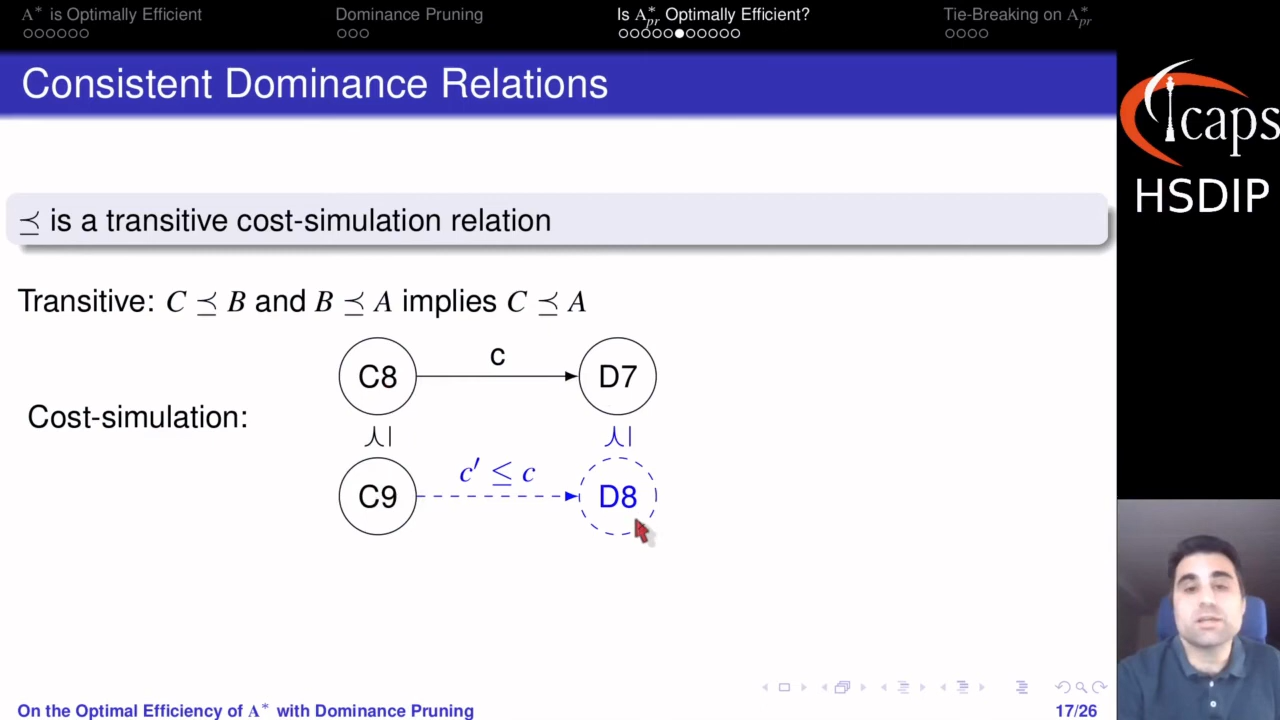 A* is Optimally Efficient
Dominance Pruning
Is A*pr Optimally Efficient?
Tie-Breaking on A*pr
Consistent Dominance Relations
⪯ is a transitive cost-simulation relation
Transitive: C ⪯ B and B ⪯ A implies C ⪯ A
C8
c
D7
Cost-simulation:
⪯
⪯
C9
c′ ≤ c
D8
On the Optimal Efficiency of A* with Dominance Pruning
17/26
icaps
HSDIP